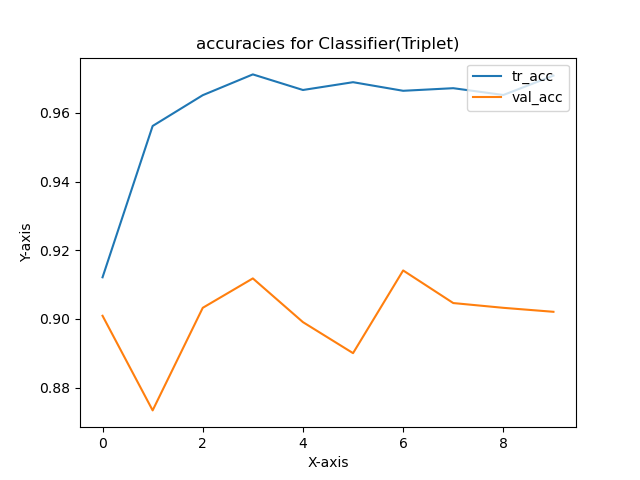 accuracies for Classifier(Triplet)
tr_acc
val_acc
0.96
0.94
0.92
0.90
0.88
Y-axis
0
2
4
6
8
X-axis